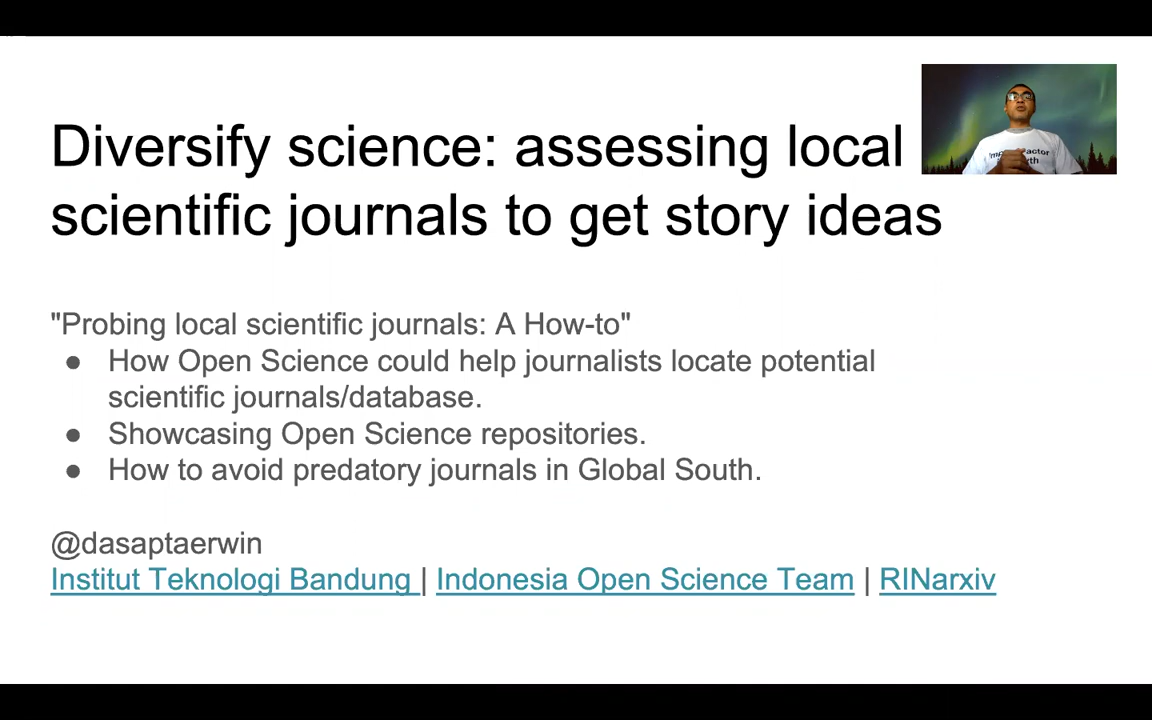 Diversify science: assessing local
scientific journals to get story ideas
"Probing local scientific journals: A How-to"
● How Open Science could help journalists locate potential
scientific journals/database.
● Showcasing Open Science repositories.
● How to avoid predatory journals in Global South.
@dasaptaerwin
Institut Teknologi Bandung | Indonesia Open Science Team | RINarxiv